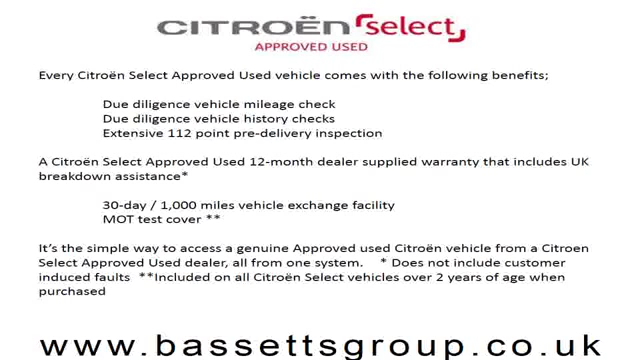 CITROËN select
APPROVED USED
Every Citroën Select Approved Used vehicle comes with the following benefits;
Due diligence vehicle mileage check
Due diligence vehicle history checks
Extensive 112 point pre-delivery inspection
A Citroën Select Approved Used 12-month dealer supplied warranty that includes UK
breakdown assistance*
30-day / 1,000 miles vehicle exchange facility
MOT test cover **
It's the simple way to access a genuine Approved used Citroën vehicle from a Citroen
Select Approved Used dealer, all from one system. * Does not include customer
induced faults **Included on all Citroën Select vehicles over 2 years of age when
purchased
www.bassettsgroup.co.uk